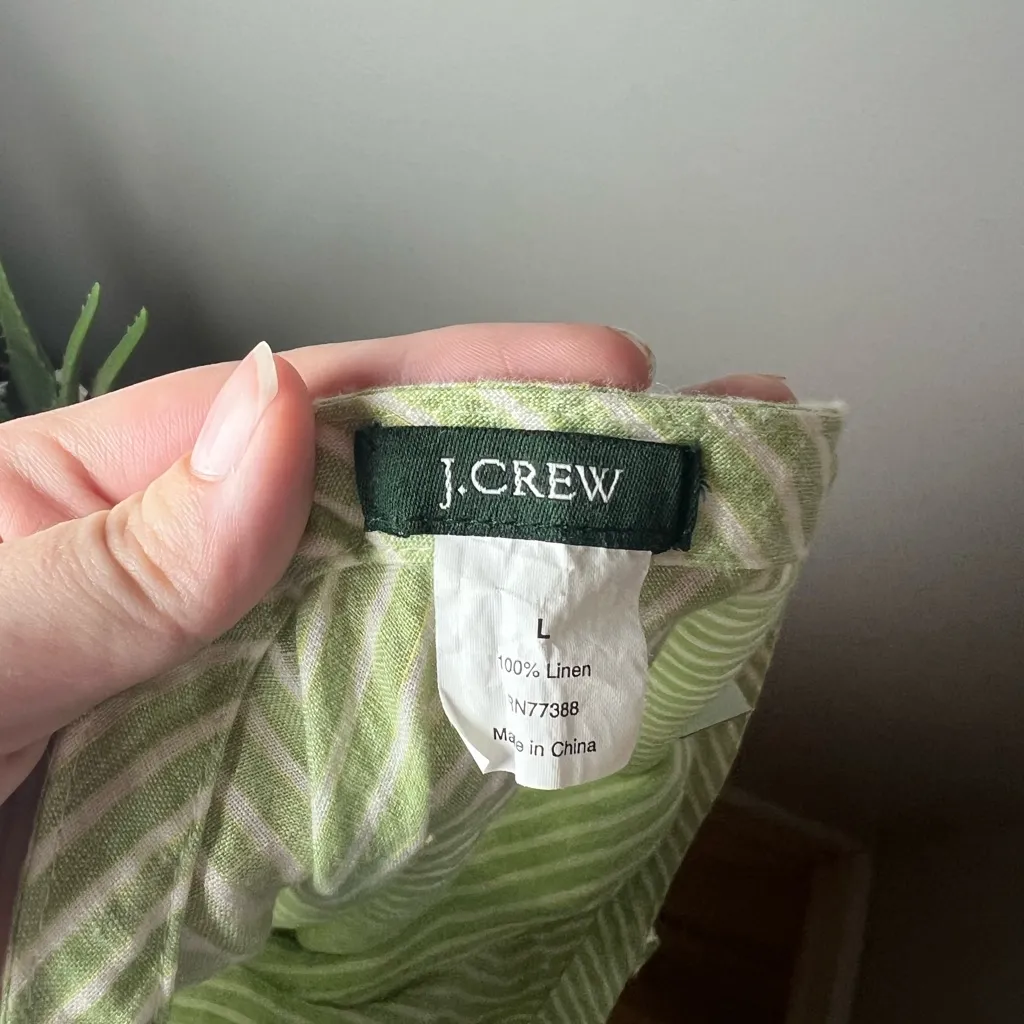 J.CREW
L
100% Linen
RN77388
Made in China